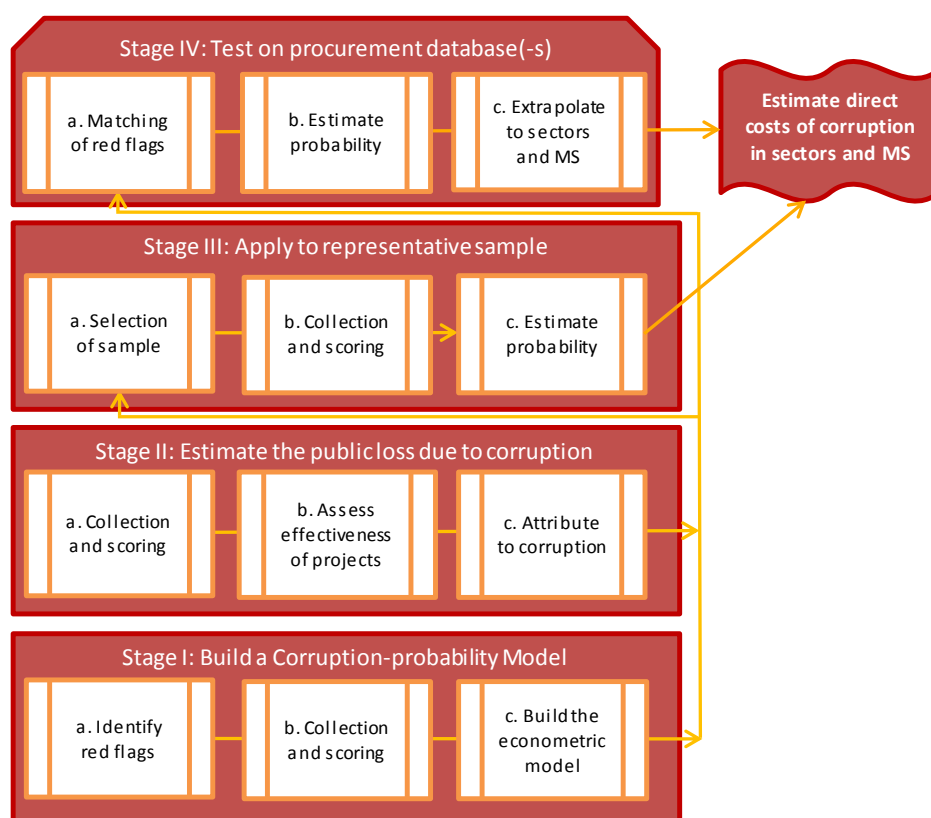 Stage IV: Test on procurement database(-s)
a. Matching
of red flags
b. Estimate
probability
c. Extrapolate
to sectors
and MS
Estimate direct
costs of corruption
in sectors and MS
Stage III: Apply to representative sample
a. Selection
of sample
b. Collection
and scoring
c. Estimate
probability
Stage II: Estimate the public loss due to corruption
a. Collection
and scoring
b. Assess
effectiveness
of projects
c. Attribute
to corruption
Stage I: Build a Corruption-probability Model
a. Identify
red flags
b. Collection
and scoring
c. Build the
econometric
model